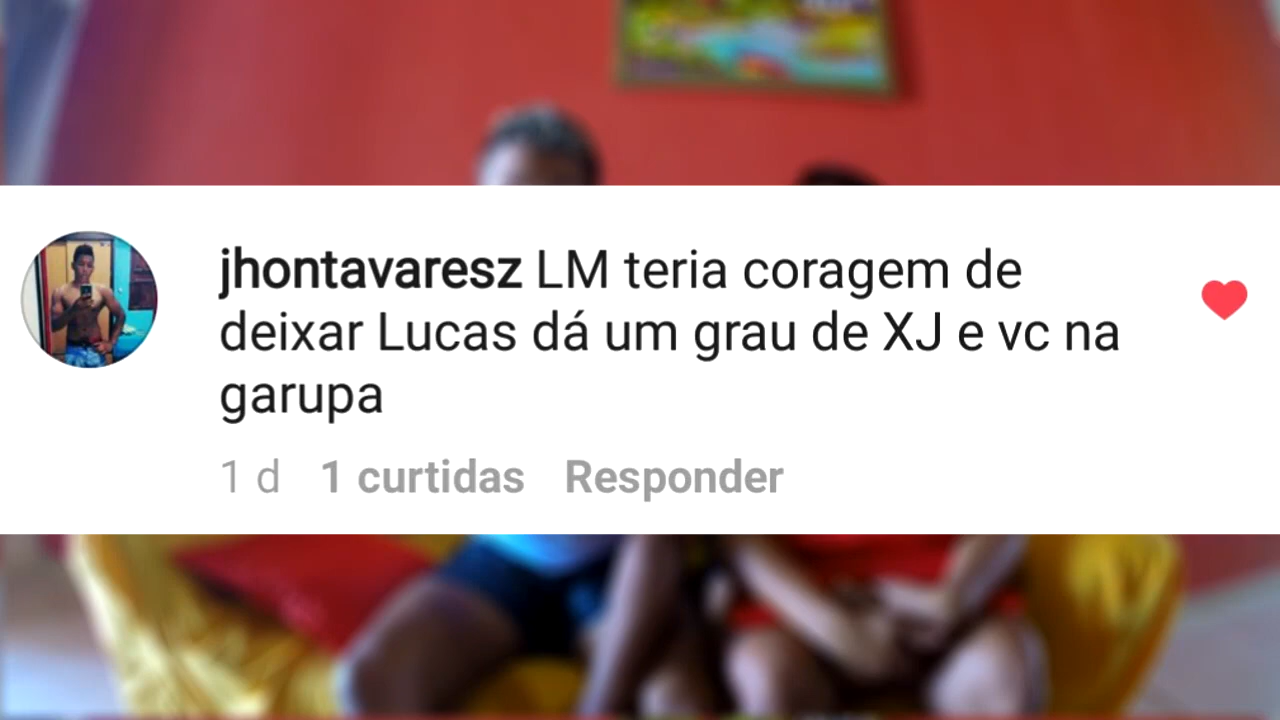 jhontavaresz LM teria coragem de
deixar Lucas dá um grau de XJ e vc na
garupa
1 d 1 curtidas Responder